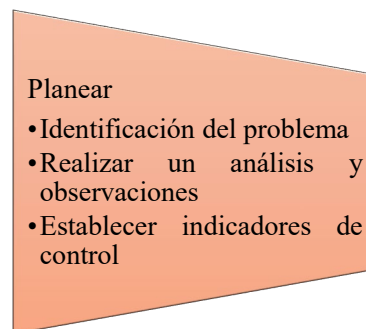 Planear
•Identificación del problema
•Realizar un análisis y
observaciones
•Establecer indicadores de
control